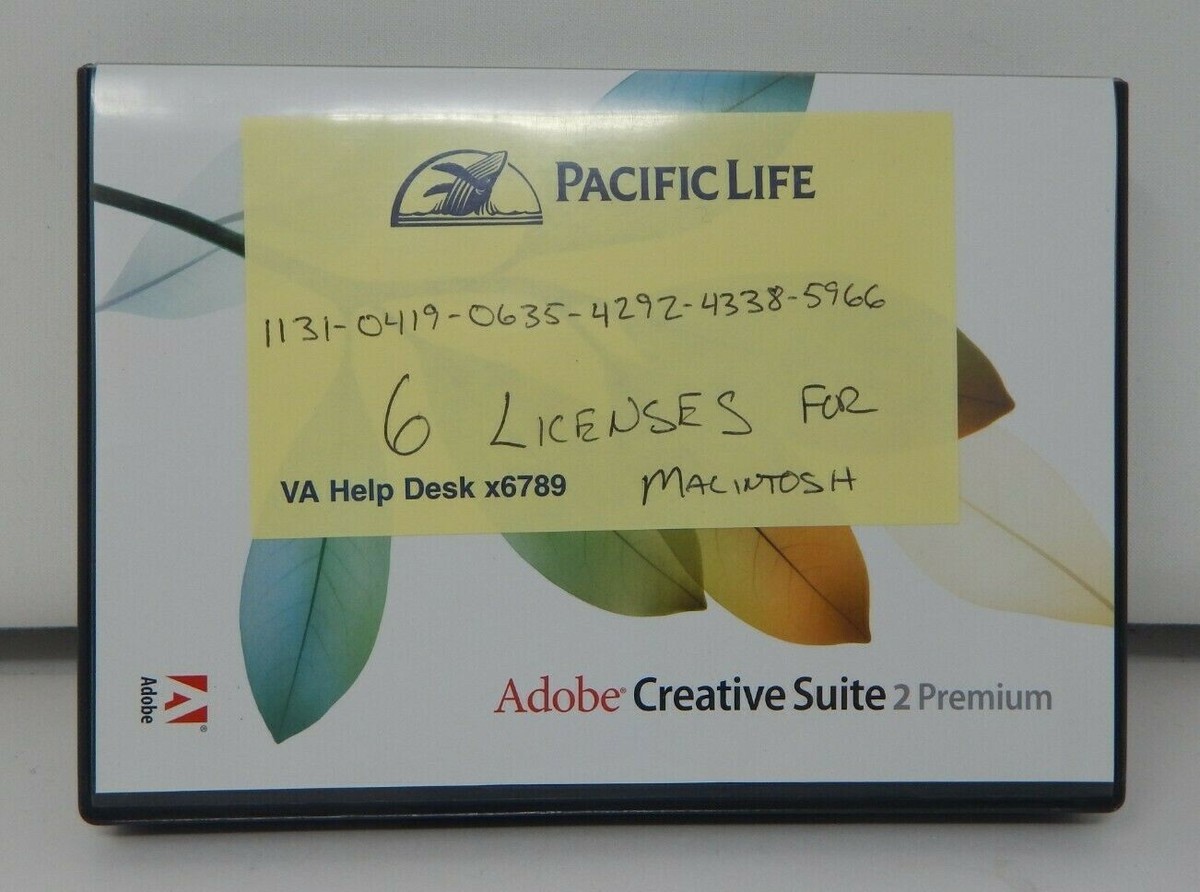 PACIFIC LIFE
1131-0419-0635-4292-4338-5966
6 LICENSES FOR
MACINTOSH
VA Help Desk x6789
Adobe® Creative Suite 2 Premium
Adobe®